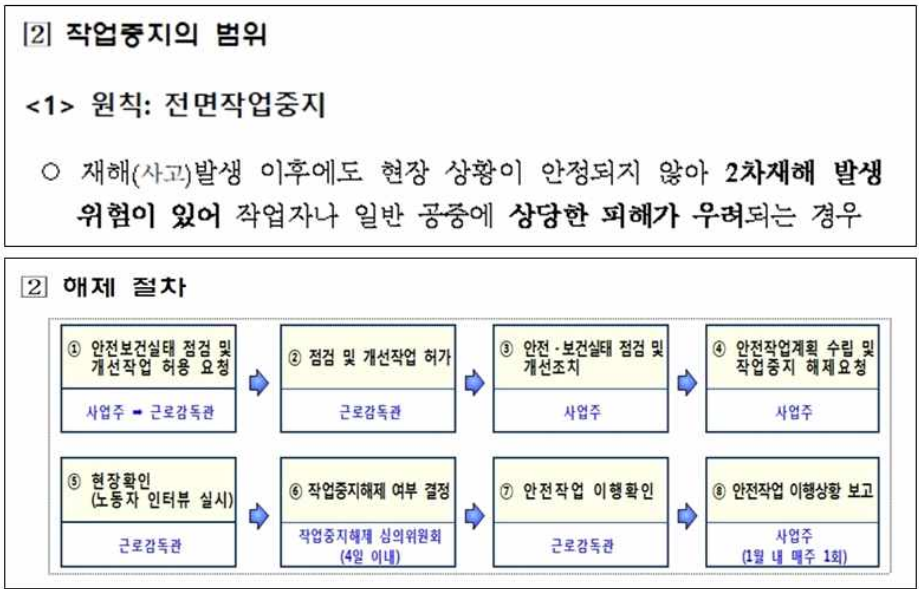 [2] 작업중지의 범위
<1> 원칙: 전면작업중지
○ 재해(사고)발생 이후에도 현장 상황이 안정되지 않아 2차재해 발생
위험이 있어 작업자나 일반 공중에 상당한 피해가 우려되는 경우
[2] 해제 절차
① 안전보건실태 점검 및
개선작업 허용 요청
사업주 ➡ 근로감독관
② 점검 및 개선작업 허가
근로감독관
③ 안전·보건실태 점검 및
개선조치
사업주
④ 안전작업계획 수립 및
작업중지 해제요청
사업주
⑤ 현장확인
(노동자 인터뷰 실시)
근로감독관
⑥ 작업중지해제 여부 결정
작업중지해제 심의위원회
(4일 이내)
⑦ 안전작업 이행확인
근로감독관
⑧ 안전작업 이행상황 보고
사업주
(1월 내 매주 1회)